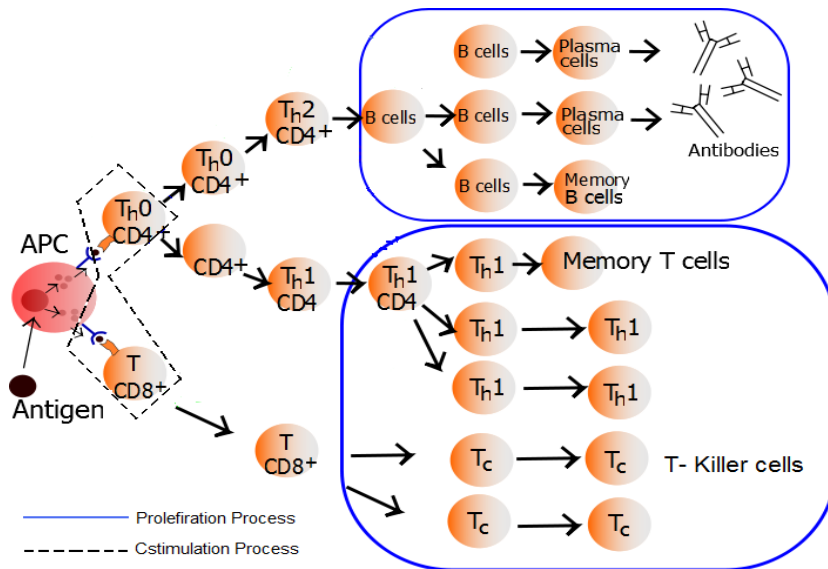 B cells
Plasma
cells
Th2
CD4+
B cells
B cells
Plasma
cells
Antibodies
Th0
CD4+
B cells
Memory
B cells
Th0
CD4+
APC
CD4+
Th1
CD4
Th1
CD4
Th1
Memory T cells
Th1
Th1
T
CD8+
Th1
Th1
Antigen
T
CD8+
Tc
Tc
T- Killer cells
Tc
Tc
Prolefiration Process
Cstimulation Process